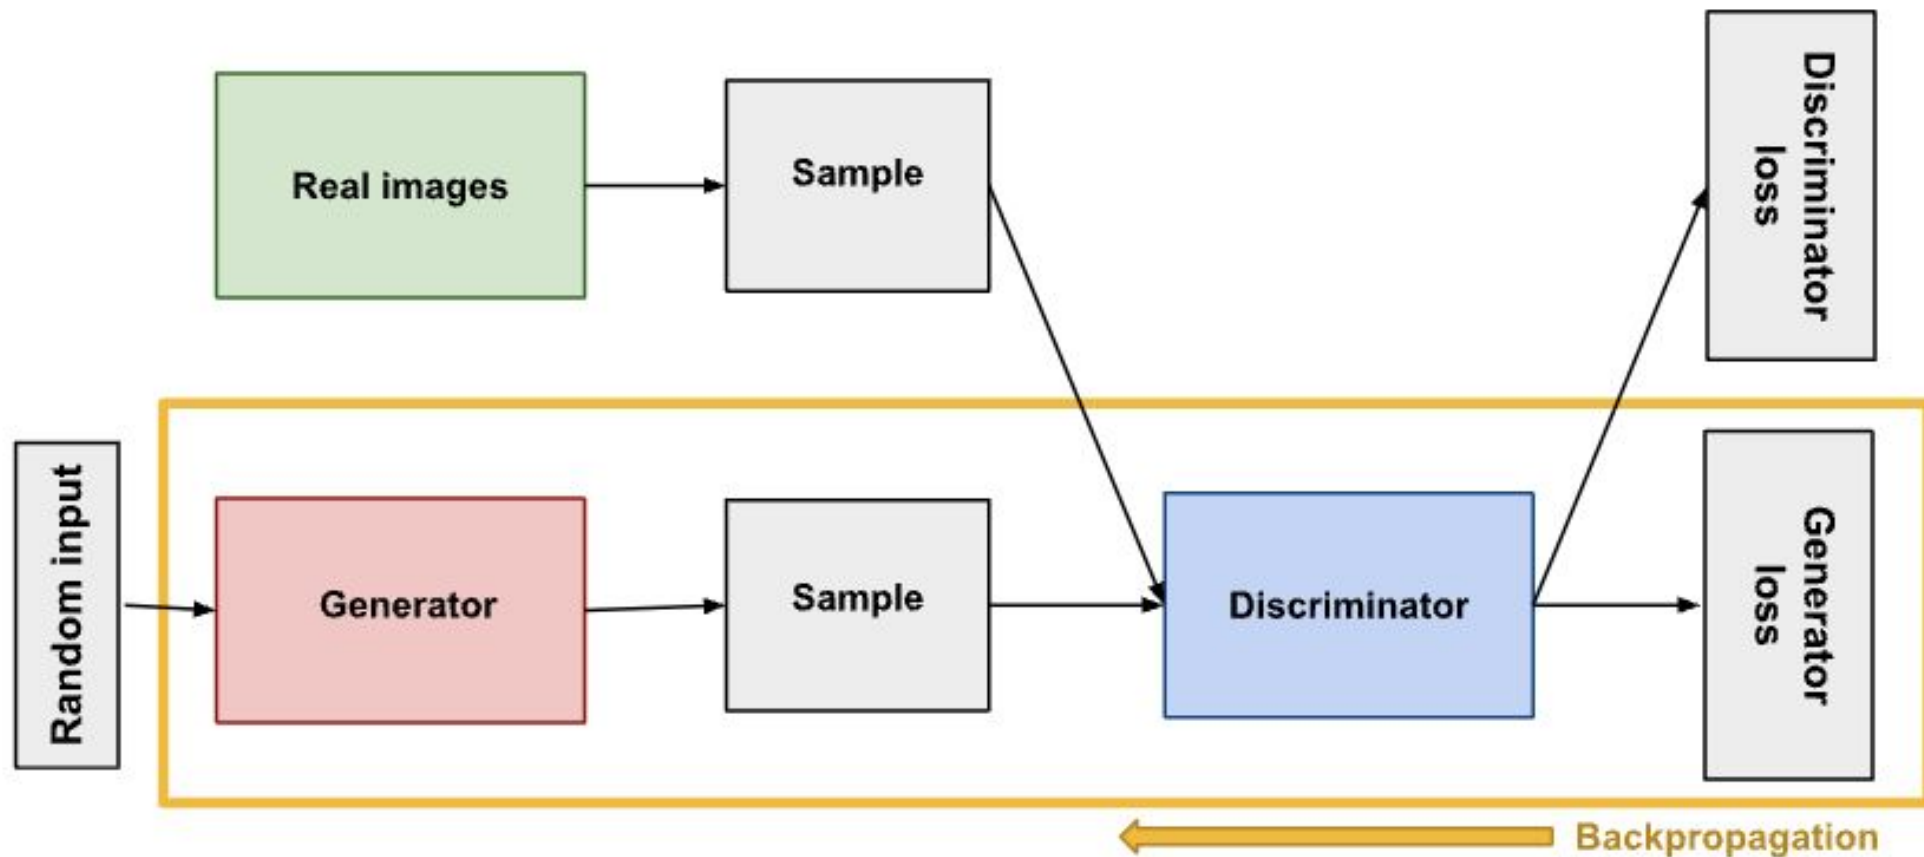 Real images
Sample
Discriminator
loss
Random input
Generator
Sample
Discriminator
Generator
loss
Backpropagation